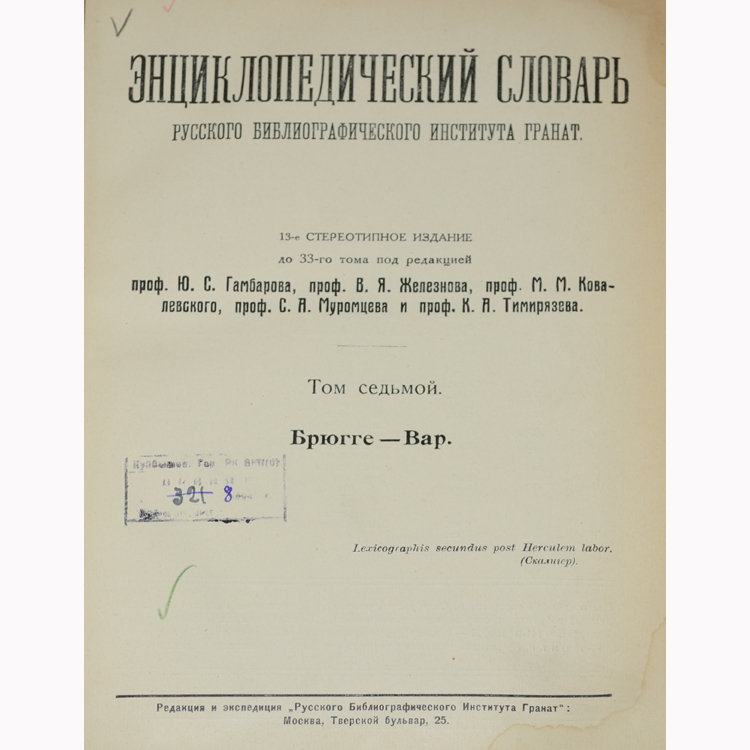 ЭНЦИКЛОПЕДИЧЕСКИЙ СЛОВАРЬ
РУССКОГО БИБЛИОГРАФИЧЕСКОГО ИНСТИТУТА ГРАНАТ.
13-е СТЕРЕОТИПНОЕ ИЗДАНИЕ
до 33-го тома под редакцией
проф. Ю. С. Гамбарова, проф. В. Я. Железнова, проф. М. М. Кова-
левского, проф. С. А. Муромцева и проф. К. А. Тимирязева.
Том седьмой.
Брюгге — Вар.
321 8
Lexicographis secundus post Herculem labor.
(Скалигер).
Редакция и экспедиция „Русского Библиографического Института Гранат“:
Москва, Тверской бульвар, 25.